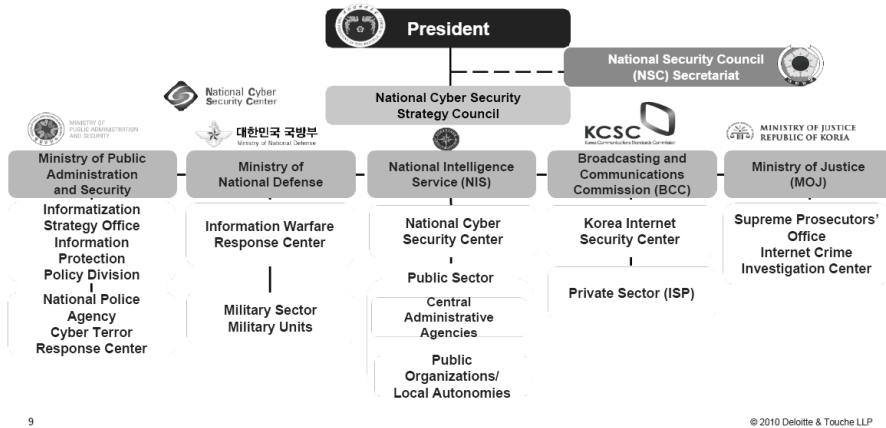 President
National Security Council
(NSC) Secretariat
National Cyber Security
Strategy Council
National Cyber
Security Center
MINISTRY OF
PUBLIC ADMINISTRATION
AND SECURITY
대한민국 국방부
Ministry of National Defense
KCSC
Korea Communications Standards Commission
MINISTRY OF JUSTICE
REPUBLIC OF KOREA
Ministry of Public
Administration
and Security
Ministry of
National Defense
National Intelligence
Service (NIS)
Broadcasting and
Communications
Commission (BCC)
Ministry of Justice
(MOJ)
Informatization
Strategy Office
Information
Protection
Policy Division
National Police
Agency
Cyber Terror
Response Center
Information Warfare
Response Center
Military Sector
Military Units
National Cyber
Security Center
Public Sector
Central
Administrative
Agencies
Public
Organizations/
Local Autonomies
Korea Internet
Security Center
Private Sector (ISP)
Supreme Prosecutors'
Office
Internet Crime
Investigation Center
9
© 2010 Deloitte & Touche LLP